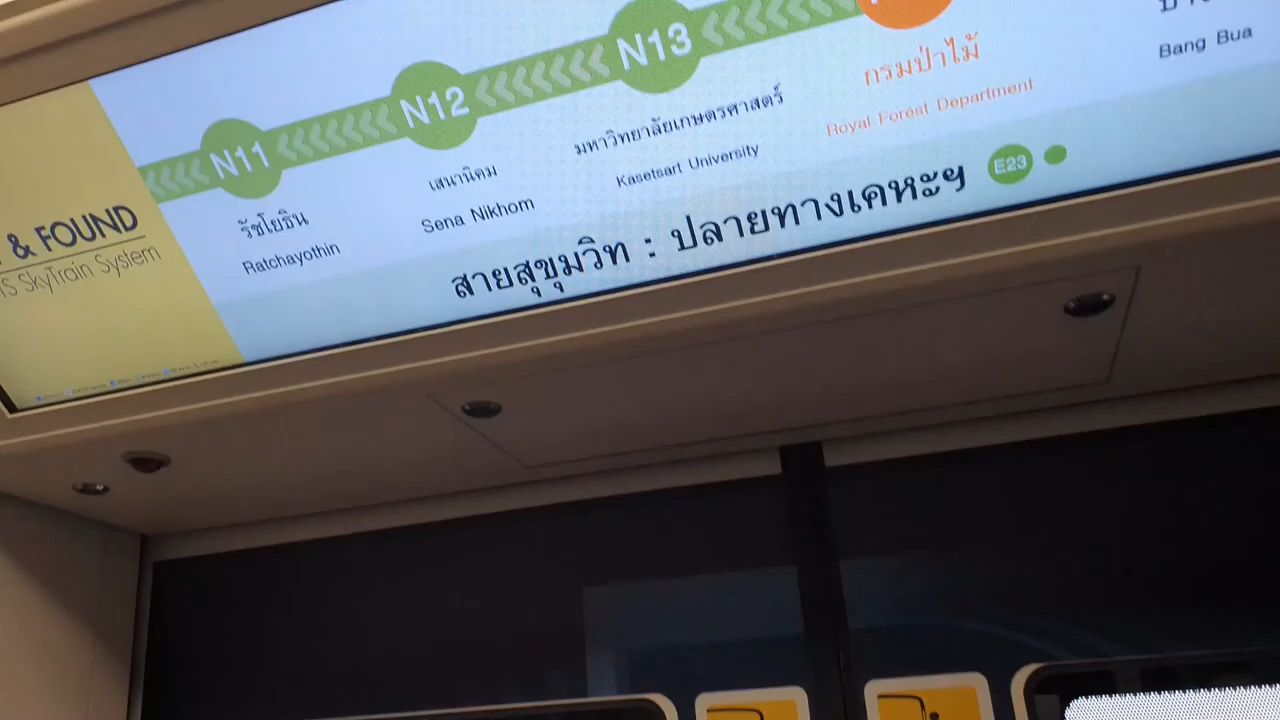 & FOUND
SkyTrain System
N11
รัชโยธิน
Ratchayothin
N12
เสนานิคม
Sena Nikhom
N13
มหาวิทยาลัยเกษตรศาสตร์
Kasetsart University
กรมป่าไม้
Royal Forest Department
Bang Bua
สายสุขุมวิท : ปลายทางเคหะฯ E23